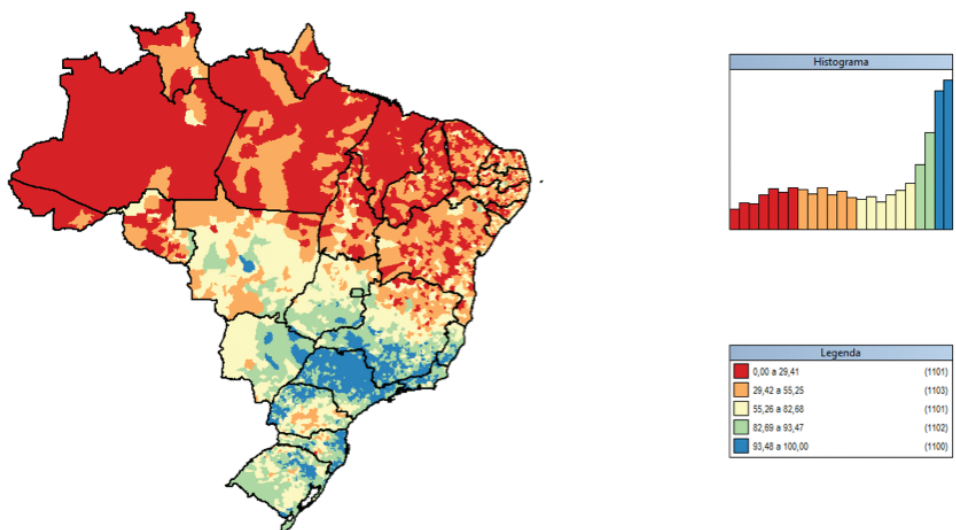 Histograma
Legenda
0,00 a 29,41 (1101)
29,42 a 55,25 (1103)
55,26 a 82,68 (1101)
82,69 a 93,47 (1102)
93,48 a 100,00 (1100)